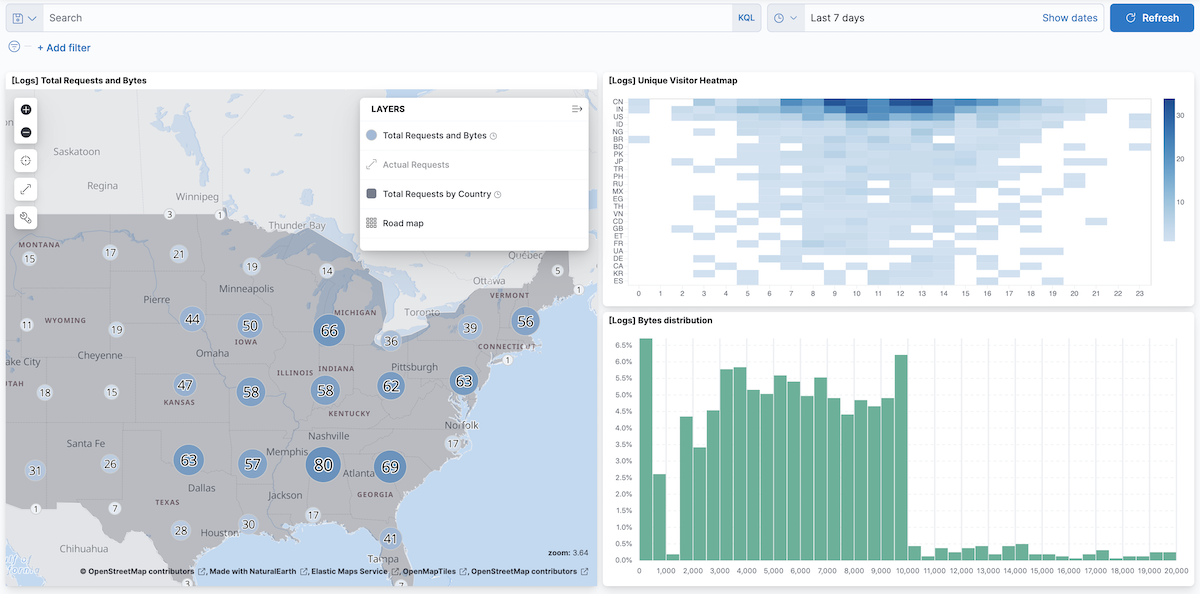 Search
KQL
Last 7 days
Show dates
Refresh
+ Add filter
[Logs] Total Requests and Bytes
LAYERS
Total Requests and Bytes
Actual Requests
Total Requests by Country
Road map
Saskatoon
Regina
Winnipeg
3
1
Thunder Bay
MONTANA
15
17
21
19
14
Québec
5
Ottawa
1
Minneapolis
Pierre
VERMONT
MICHIGAN
Toronto
WYOMING
11
19
44
50
66
36
39
56
IOWA
CONNECTICUT
Cheyenne
Omaha
1
ILLINOIS
INDIANA
Pittsburgh
18
15
47
58
58
62
63
KANSAS
KENTUCKY
Norfolk
Nashville
17
Santa Fe
Memphis
31
26
63
57
80
Atlanta
69
Dallas
Jackson
GEORGIA
TEXAS
1
7
17
28
Houston
30
41
Chihuahua
Tampa
zoom: 3.64
3
7
© OpenStreetMap contributors, Made with NaturalEarth, Elastic Maps Service, OpenMapTiles, OpenStreetMap contributors
[Logs] Unique Visitor Heatmap
CN
IN
US
ID
NG
BR
BD
PK
JP
TR
PH
RU
MX
EG
TH
VN
CD
GB
ET
FR
UA
DE
CA
KR
ES
0 1 2 3 4 5 6 7 8 9 10 11 12 13 14 15 16 17 18 19 20 21 22 23
30
20
10
[Logs] Bytes distribution
6.5%
6.0%
5.5%
5.0%
4.5%
4.0%
3.5%
3.0%
2.5%
2.0%
1.5%
1.0%
0.5%
0.0%
0 1,000 2,000 3,000 4,000 5,000 6,000 7,000 8,000 9,000 10,000 11,000 12,000 13,000 14,000 15,000 16,000 17,000 18,000 19,000 20,000